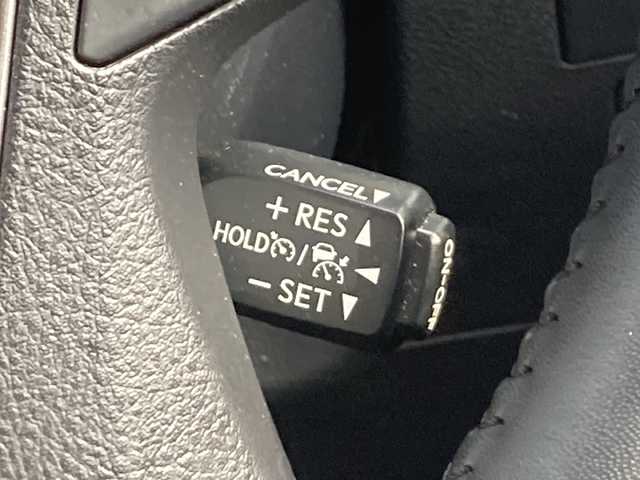 CANCEL▼
+ RES ▲
HOLD / ◀
− SET ▼
ON-OFF